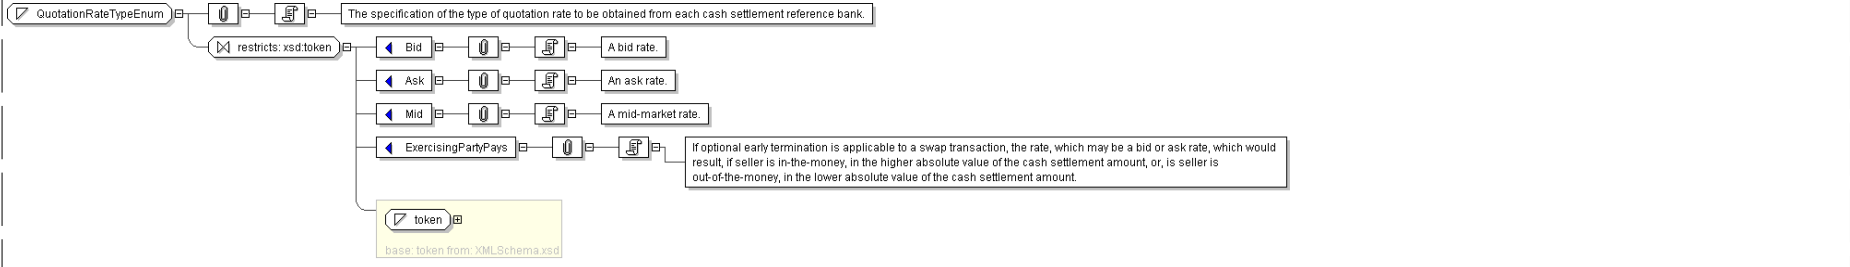 QuotationRateTypeEnum
The specification of the type of quotation rate to be obtained from each cash settlement reference bank.
restricts: xsd:token
Bid
A bid rate.
Ask
An ask rate.
Mid
A mid-market rate.
ExercisingPartyPays
If optional early termination is applicable to a swap transaction, the rate, which may be a bid or ask rate, which would
result, if seller is in-the-money, in the higher absolute value of the cash settlement amount, or, is seller is
out-of-the-money, in the lower absolute value of the cash settlement amount.
token
base: token from: XMLSchema.xsd